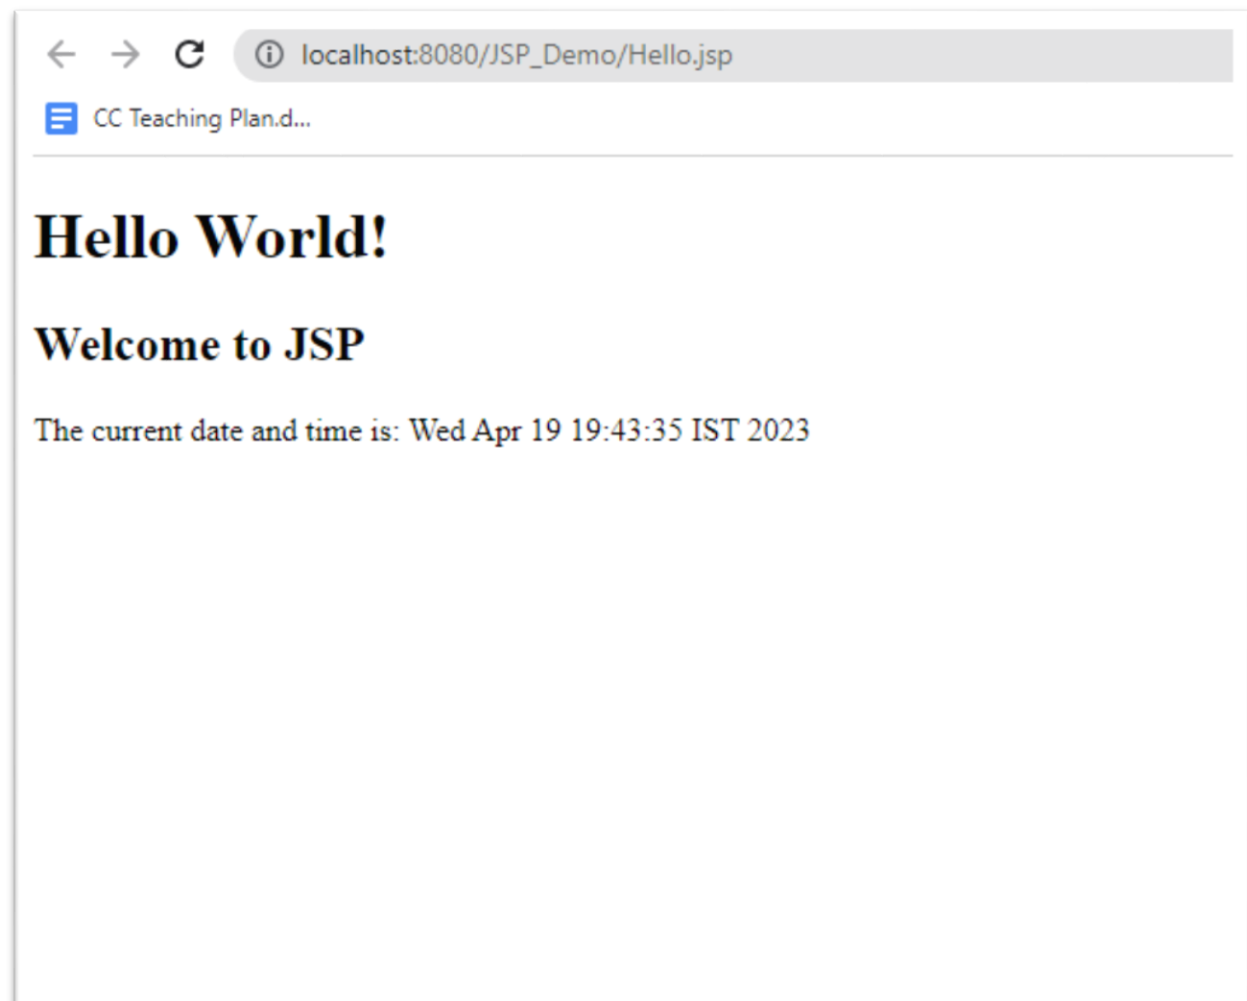 localhost:8080/JSP_Demo/Hello.jsp
CC Teaching Plan.d...
Hello World!
Welcome to JSP
The current date and time is: Wed Apr 19 19:43:35 IST 2023